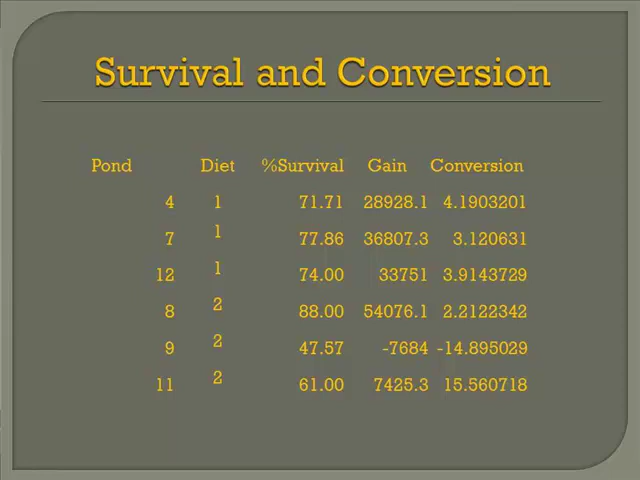 Survival and Conversion
Pond Diet %Survival Gain Conversion
4 1 71.71 28928.1 4.1903201
7 1 77.86 36807.3 3.120631
12 1 74.00 33751 3.9143729
8 2 88.00 54076.1 2.2122342
9 2 47.57 -7684 -14.895029
11 2 61.00 7425.3 15.560718